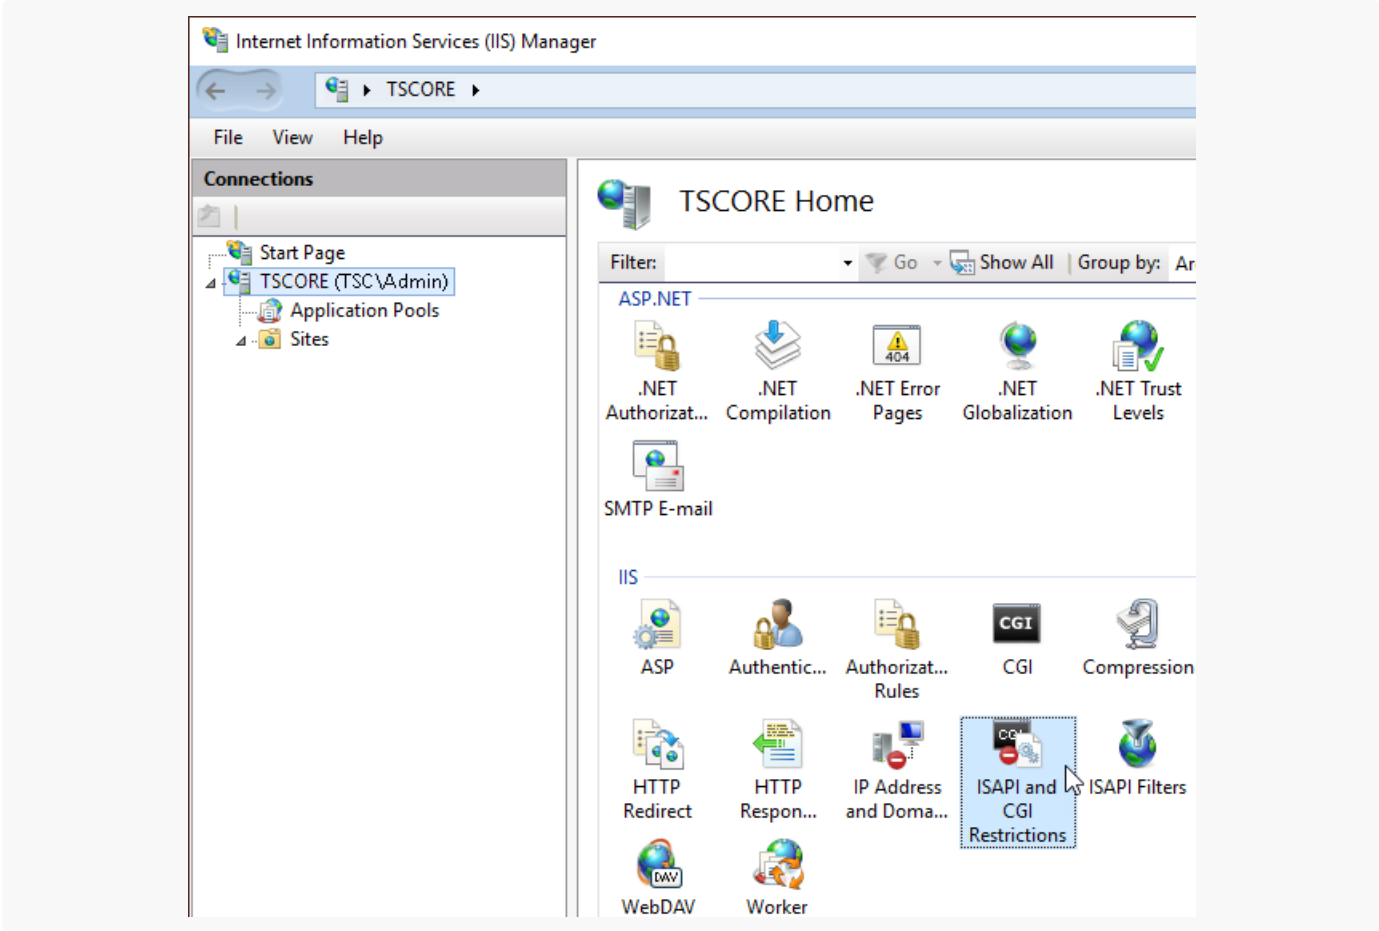 Internet Information Services (IIS) Manager
TSCORE
File View Help
Connections
Start Page
TSCORE (TSC\Admin)
Application Pools
Sites
TSCORE Home
Filter: Go Show All Group by: Ar
ASP.NET
.NET Authorizat...
.NET Compilation
.NET Error Pages
404
.NET Globalization
.NET Trust Levels
SMTP E-mail
IIS
ASP
Authentic...
Authorizat... Rules
CGI
CGI
Compression
HTTP Redirect
HTTP Respon...
IP Address and Doma...
CGI
ISAPI and CGI Restrictions
ISAPI Filters
DAV
WebDAV
Worker